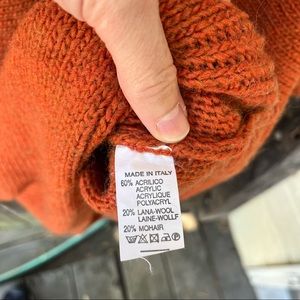 MADE IN ITALY
60% ACRILICO
ACRYLIC
ACRYLIQUE
POLYACRYL
20% LANA-WOOL
LAINE-WOLLF
20% MOHAIR